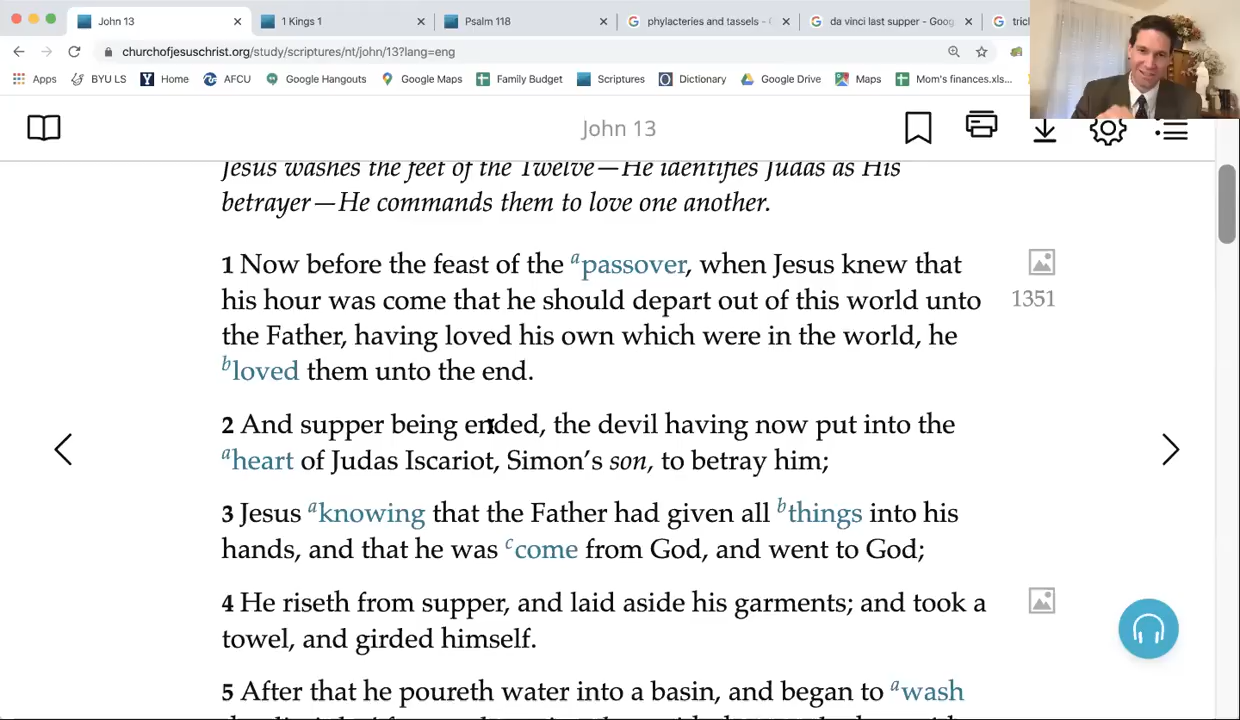 John 13
1 Kings 1
Psalm 118
phylacteries and tassels - G
da vinci last supper - Goog
tricl
churchofjesuschrist.org/study/scriptures/nt/john/13?lang=eng
Apps BYU LS Home AFCU Google Hangouts Google Maps Family Budget Scriptures Dictionary Google Drive Maps Mom's finances.xls...
John 13
Jesus washes the feet of the Twelve—He identifies Judas as His
betrayer—He commands them to love one another.
1 Now before the feast of the a passover, when Jesus knew that
his hour was come that he should depart out of this world unto
1351
the Father, having loved his own which were in the world, he
b loved them unto the end.
2 And supper being ended, the devil having now put into the
a heart of Judas Iscariot, Simon's son, to betray him;
3 Jesus a knowing that the Father had given all b things into his
hands, and that he was c come from God, and went to God;
4 He riseth from supper, and laid aside his garments; and took a
towel, and girded himself.
5 After that he poureth water into a basin, and began to a wash